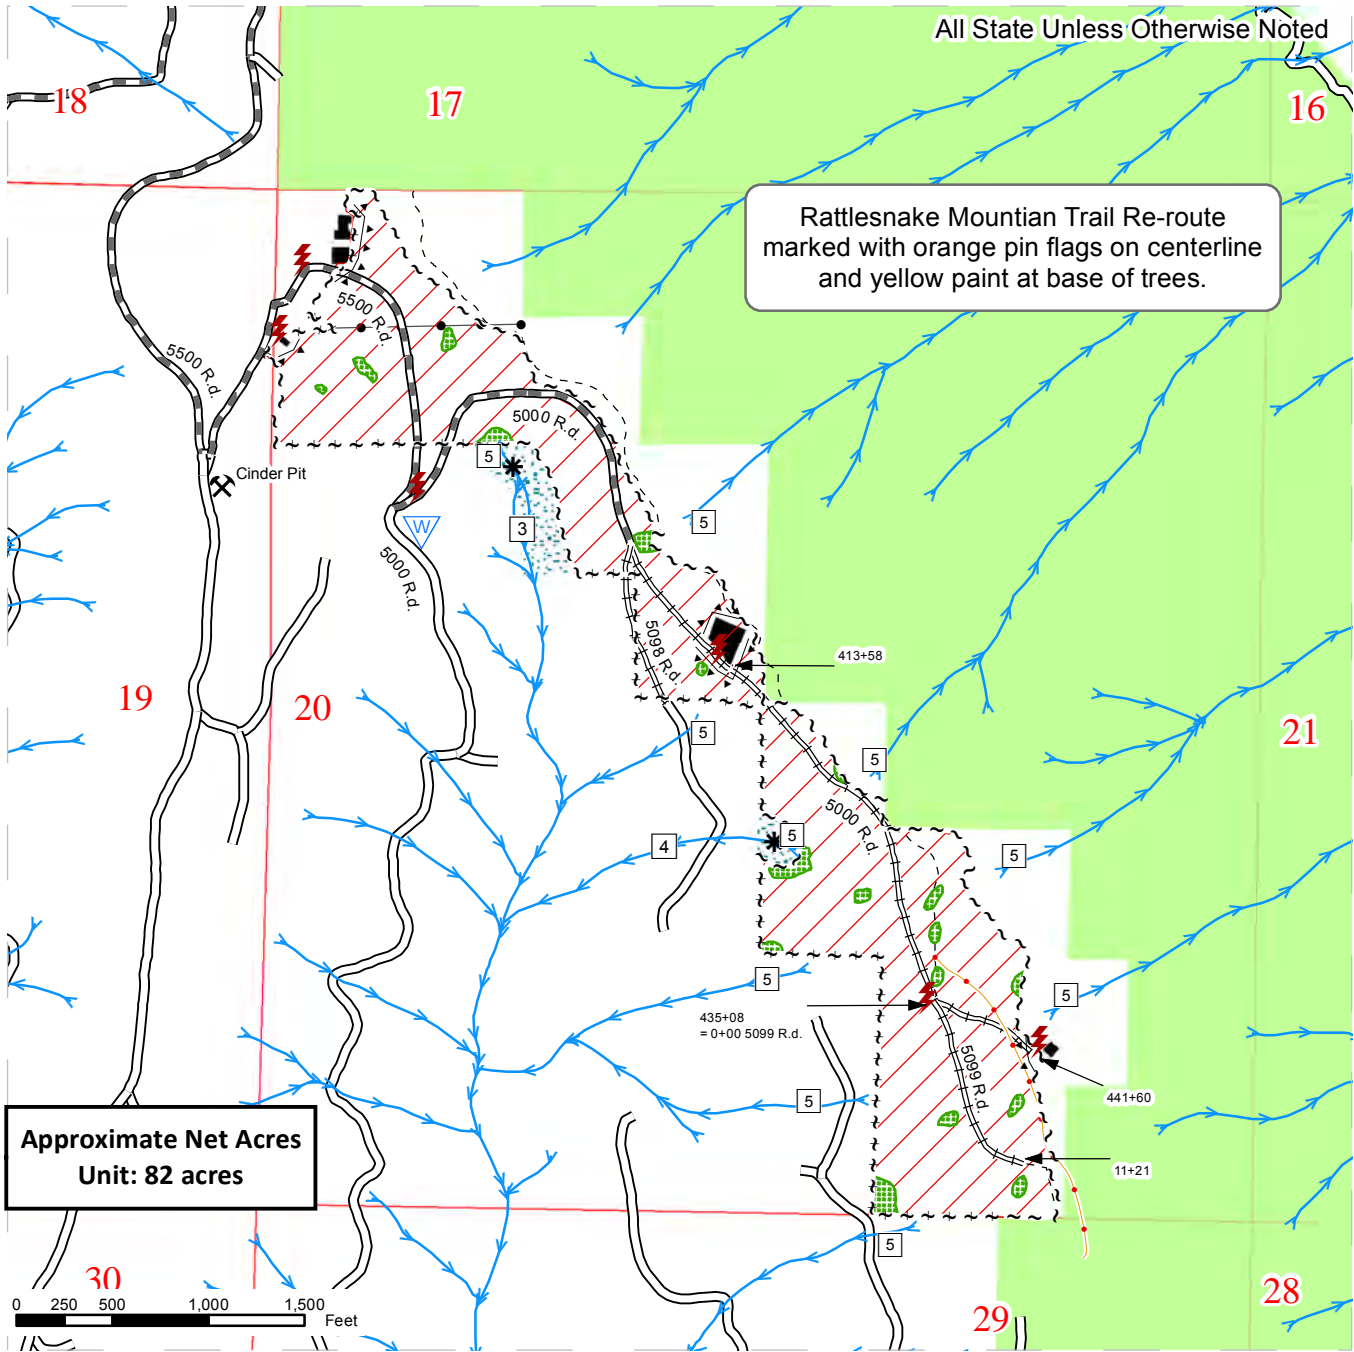 All State Unless Otherwise Noted
18
17
16
Rattlesnake Mountian Trail Re-route
marked with orange pin flags on centerline
and yellow paint at base of trees.
5500 R.d.
5500 R.d.
5000 R.d.
5
Cinder Pit
3
W
5
5000 R.d.
5098 R.d.
413+58
19
20
5
21
5
5000 R.d.
5
4
5
5
5
435+08
= 0+00 5099 R.d.
5099 R.d.
5
441+60
Approximate Net Acres
Unit: 82 acres
11+21
5
30
28
29
0 250 500 1,000 1,500
Feet